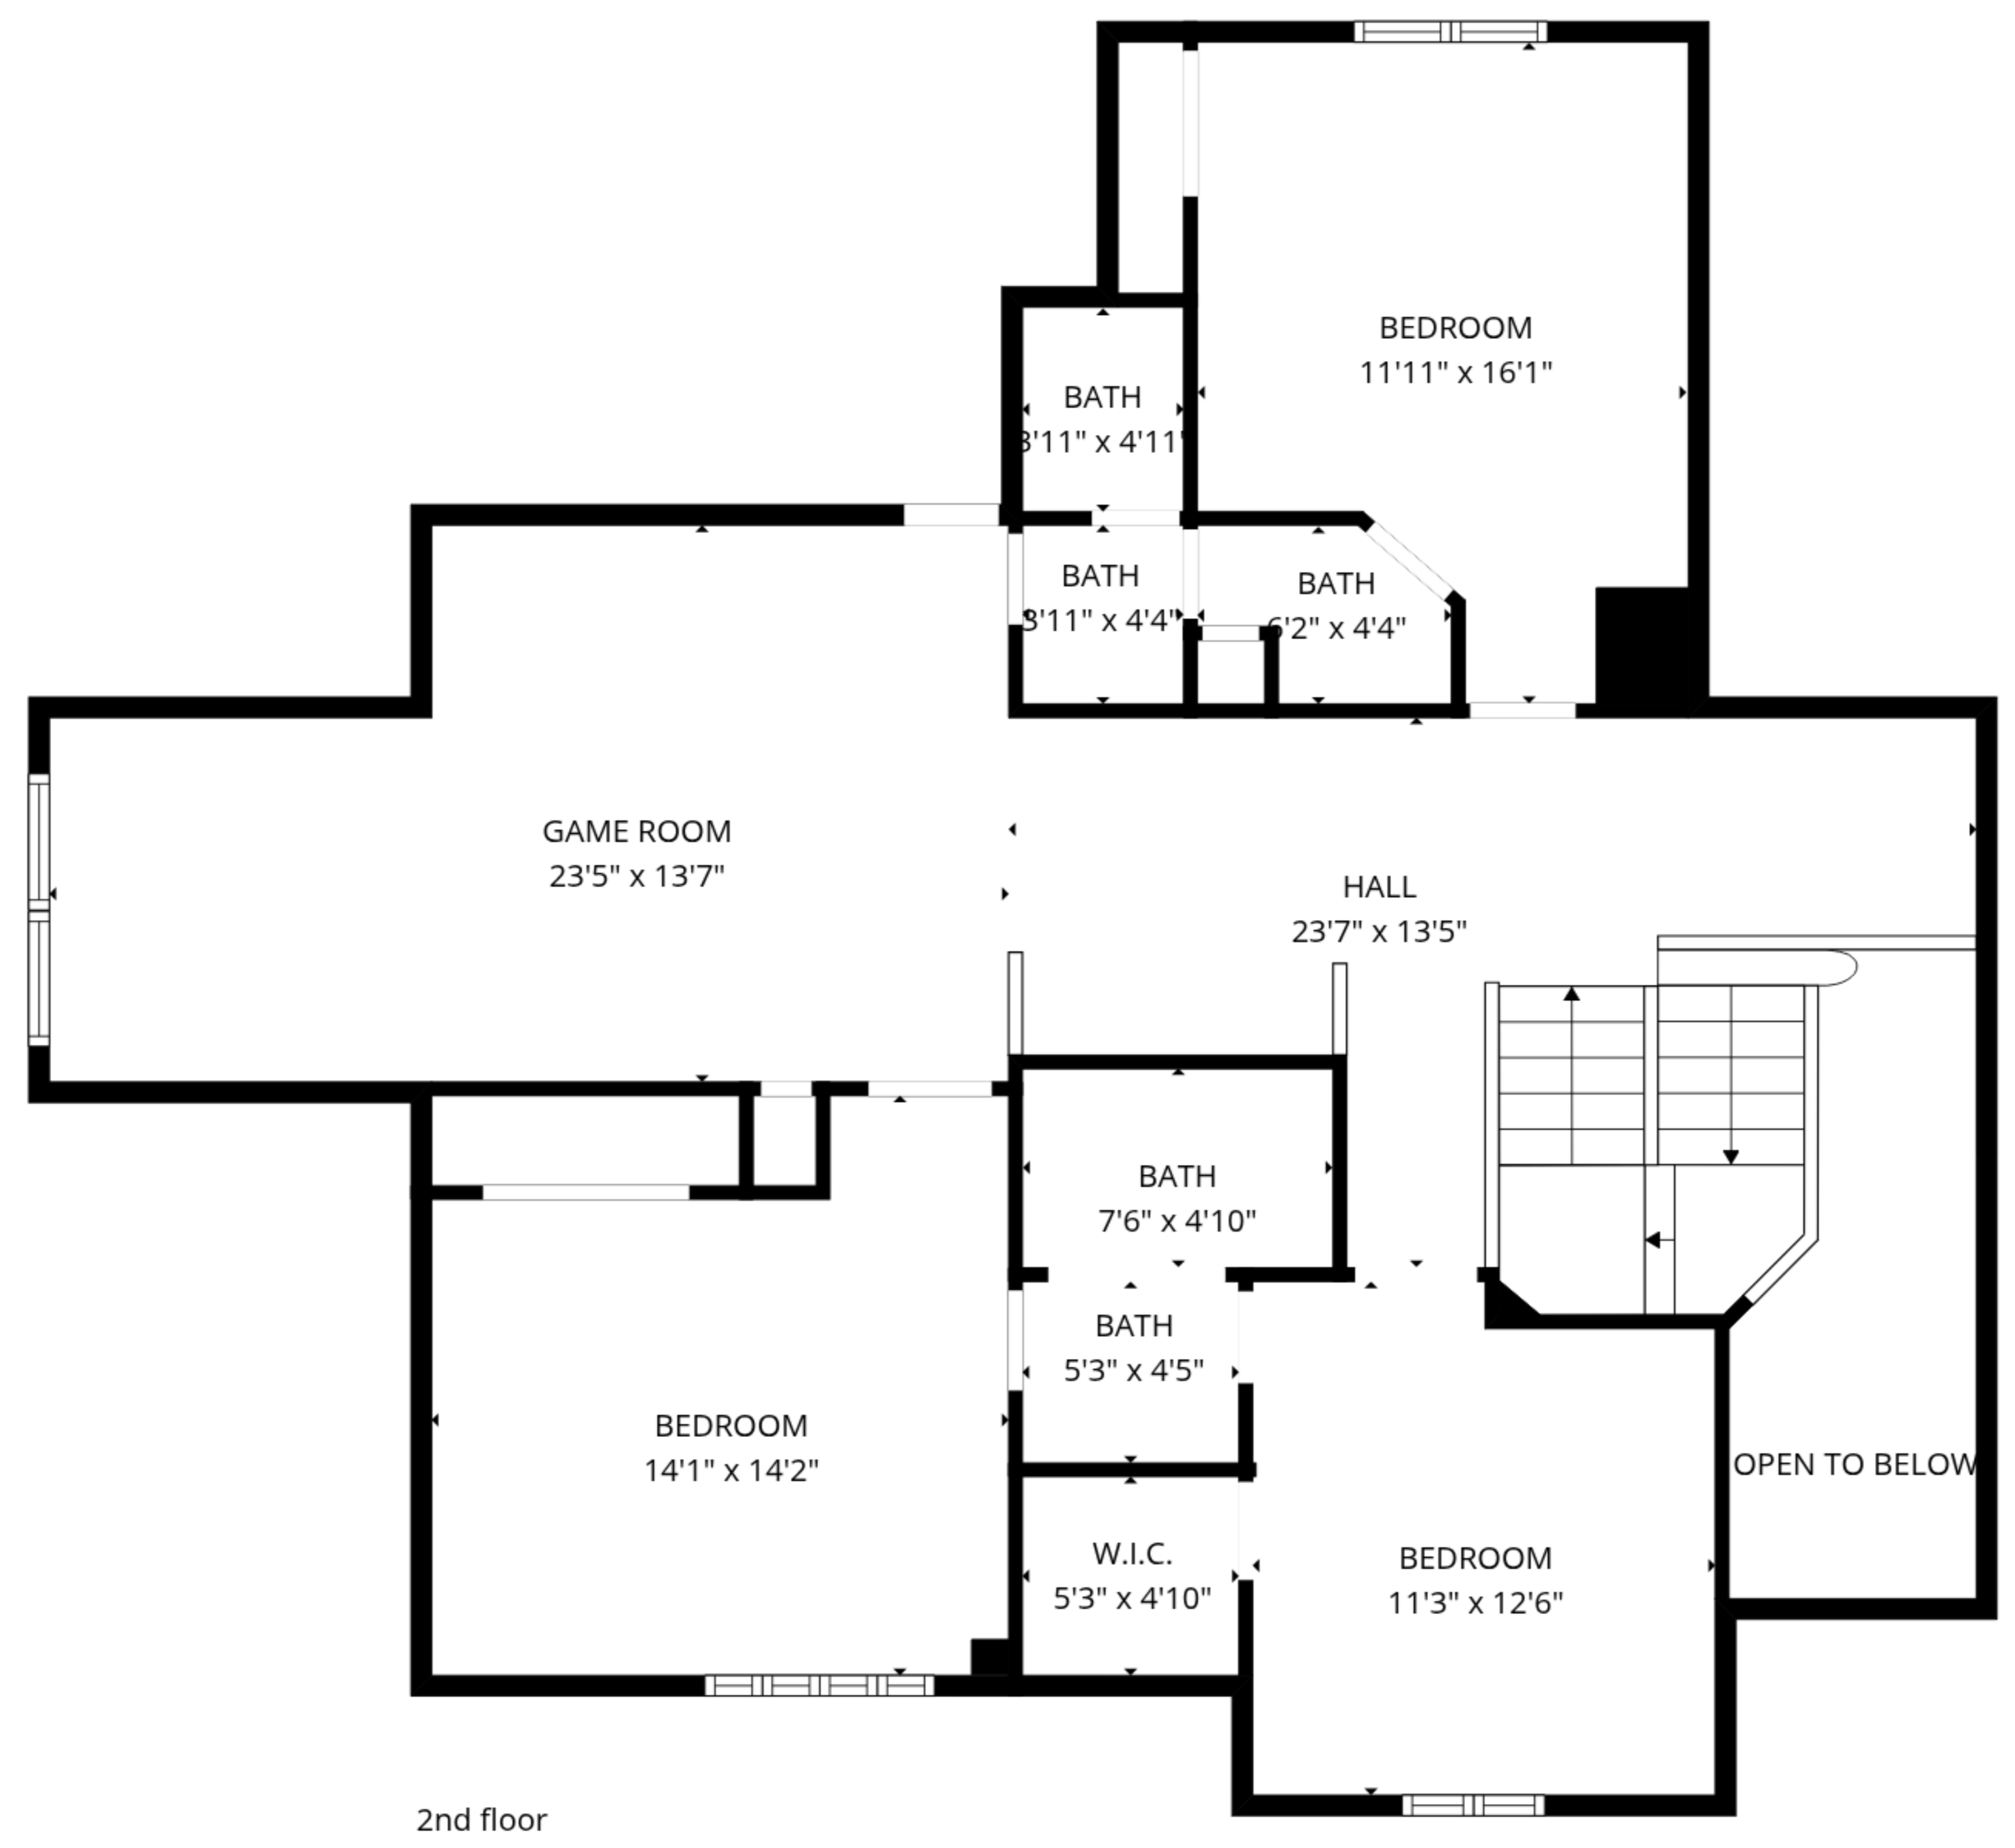 BEDROOM
11'11" x 16'1"
BATH
3'11" x 4'11"
BATH
3'11" x 4'4"
BATH
6'2" x 4'4"
GAME ROOM
23'5" x 13'7"
HALL
23'7" x 13'5"
BATH
7'6" x 4'10"
BATH
5'3" x 4'5"
BEDROOM
14'1" x 14'2"
OPEN TO BELOW
W.I.C.
5'3" x 4'10"
BEDROOM
11'3" x 12'6"
2nd floor